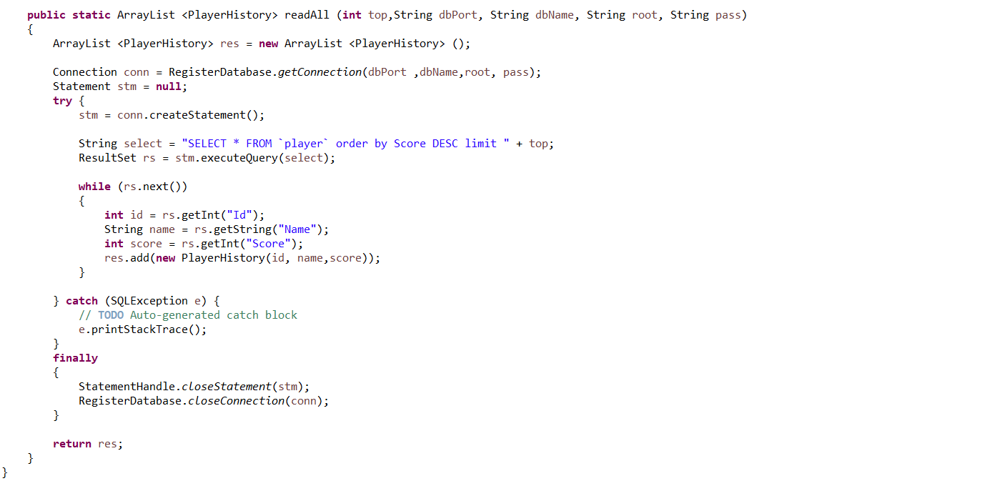 public static ArrayList <PlayerHistory> readAll (int top,String dbPort, String dbName, String root, String pass)
{
ArrayList <PlayerHistory> res = new ArrayList <PlayerHistory> ();
Connection conn = RegisterDatabase.getConnection(dbPort ,dbName,root, pass);
Statement stm = null;
try {
stm = conn.createStatement();
String select = "SELECT * FROM `player` order by Score DESC limit " + top;
ResultSet rs = stm.executeQuery(select);
while (rs.next())
{
int id = rs.getInt("Id");
String name = rs.getString("Name");
int score = rs.getInt("Score");
res.add(new PlayerHistory(id, name,score));
}
} catch (SQLException e) {
// TODO Auto-generated catch block
e.printStackTrace();
}
finally
{
StatementHandle.closeStatement(stm);
RegisterDatabase.closeConnection(conn);
}
return res;
}
}